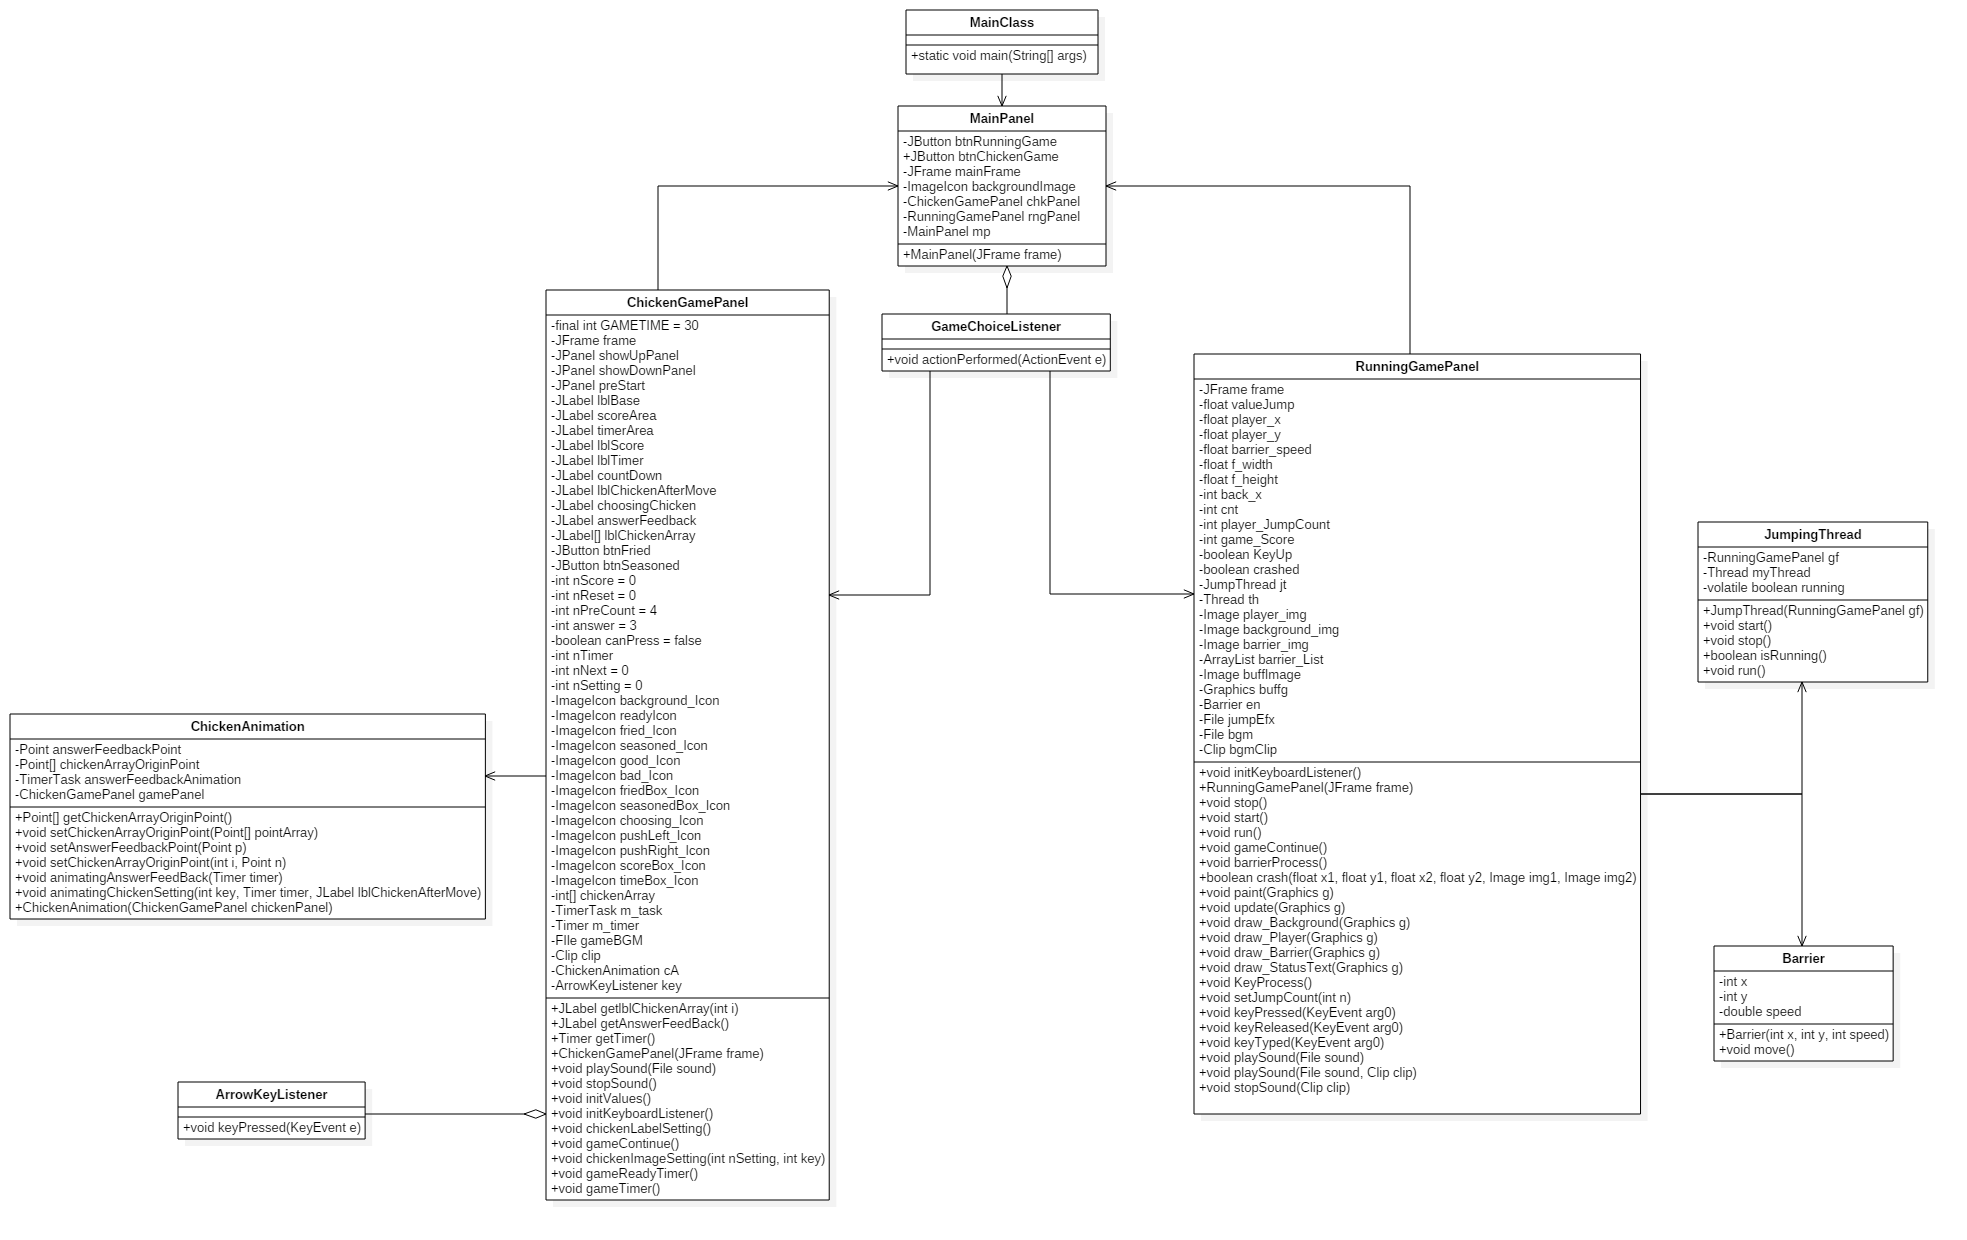 MainClass
+static void main(String[] args)
MainPanel
-JButton btnRunningGame
+JButton btnChickenGame
-JFrame mainFrame
-ImageIcon backgroundImage
-ChickenGamePanel chkPanel
-RunningGamePanel rngPanel
-MainPanel mp
+MainPanel(JFrame frame)
GameChoiceListener
+void actionPerformed(ActionEvent e)
ChickenGamePanel
-final int GAMETIME = 30
-JFrame frame
-JPanel showUpPanel
-JPanel showDownPanel
-JPanel preStart
-JLabel lblBase
-JLabel scoreArea
-JLabel timerArea
-JLabel lblScore
-JLabel lblTimer
-JLabel countDown
-JLabel lblChickenAfterMove
-JLabel choosingChicken
-JLabel answerFeedback
-JLabel[] lblChickenArray
-JButton btnFried
-JButton btnSeasoned
-int nScore = 0
-int nReset = 0
-int nPreCount = 4
-int answer = 3
-boolean canPress = false
-int nTimer
-int nNext = 0
-int nSetting = 0
-ImageIcon background_Icon
-ImageIcon readyIcon
-ImageIcon fried_Icon
-ImageIcon seasoned_Icon
-ImageIcon good_Icon
-ImageIcon bad_Icon
-ImageIcon friedBox_Icon
-ImageIcon seasonedBox_Icon
-ImageIcon choosing_Icon
-ImageIcon pushLeft_Icon
-ImageIcon pushRight_Icon
-ImageIcon scoreBox_Icon
-ImageIcon timeBox_Icon
-int[] chickenArray
-TimerTask m_task
-Timer m_timer
-FIle gameBGM
-Clip clip
-ChickenAnimation cA
-ArrowKeyListener key
+JLabel getlblChickenArray(int i)
+JLabel getAnswerFeedBack()
+Timer getTimer()
+ChickenGamePanel(JFrame frame)
+void playSound(File sound)
+void stopSound()
+void initValues()
+void initKeyboardListener()
+void chickenLabelSetting()
+void gameContinue()
+void chickenImageSetting(int nSetting, int key)
+void gameReadyTimer()
+void gameTimer()
ChickenAnimation
-Point answerFeedbackPoint
-Point[] chickenArrayOriginPoint
-TimerTask answerFeedbackAnimation
-ChickenGamePanel gamePanel
+Point[] getChickenArrayOriginPoint()
+void setChickenArrayOriginPoint(Point[] pointArray)
+void setAnswerFeedbackPoint(Point p)
+void setChickenArrayOriginPoint(int i, Point n)
+void animatingAnswerFeedBack(Timer timer)
+void animatingChickenSetting(int key, Timer timer, JLabel lblChickenAfterMove)
+ChickenAnimation(ChickenGamePanel chickenPanel)
ArrowKeyListener
+void keyPressed(KeyEvent e)
RunningGamePanel
-JFrame frame
-float valueJump
-float player_x
-float player_y
-float barrier_speed
-float f_width
-float f_height
-int back_x
-int cnt
-int player_JumpCount
-int game_Score
-boolean KeyUp
-boolean crashed
-JumpThread jt
-Thread th
-Image player_img
-Image background_img
-Image barrier_img
-ArrayList barrier_List
-Image buffImage
-Graphics buffg
-Barrier en
-File jumpEfx
-File bgm
-Clip bgmClip
+void initKeyboardListener()
+RunningGamePanel(JFrame frame)
+void stop()
+void start()
+void run()
+void gameContinue()
+void barrierProcess()
+boolean crash(float x1, float y1, float x2, float y2, Image img1, Image img2)
+void paint(Graphics g)
+void update(Graphics g)
+void draw_Background(Graphics g)
+void draw_Player(Graphics g)
+void draw_Barrier(Graphics g)
+void draw_StatusText(Graphics g)
+void KeyProcess()
+void setJumpCount(int n)
+void keyPressed(KeyEvent arg0)
+void keyReleased(KeyEvent arg0)
+void keyTyped(KeyEvent arg0)
+void playSound(File sound)
+void playSound(File sound, Clip clip)
+void stopSound(Clip clip)
JumpingThread
-RunningGamePanel gf
-Thread myThread
-volatile boolean running
+JumpThread(RunningGamePanel gf)
+void start()
+void stop()
+boolean isRunning()
+void run()
Barrier
-int x
-int y
-double speed
+Barrier(int x, int y, int speed)
+void move()